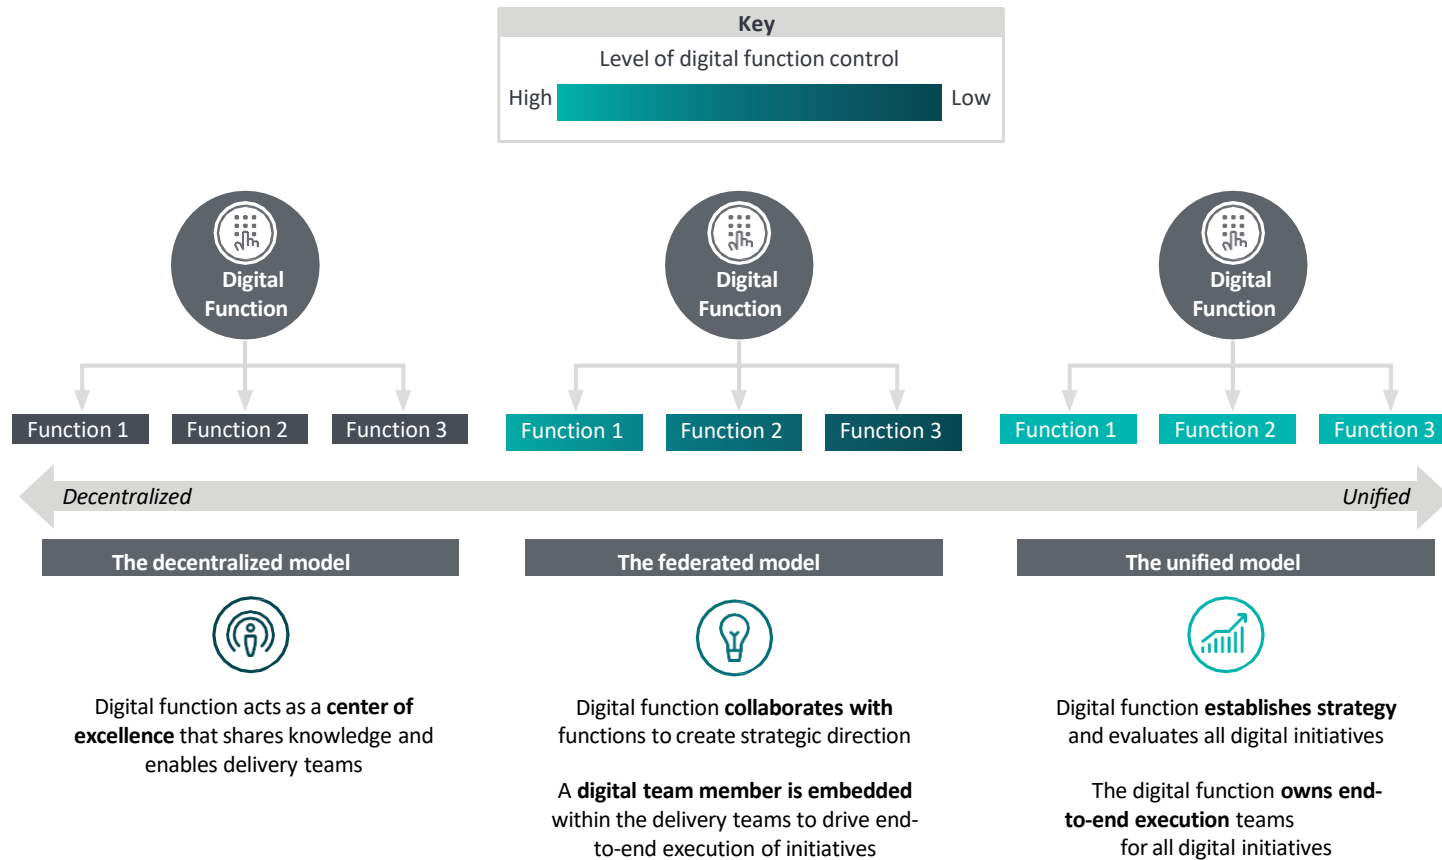 Key
Level of digital function control
High
Low
Digital
Function
Digital
Function
Digital
Function
Function 1
Function 2
Function 3
Function 1
Function 2
Function 3
Function 1
Function 2
Function 3
Decentralized
Unified
The decentralized model
Digital function acts as a center of
excellence that shares knowledge and
enables delivery teams
The federated model
Digital function collaborates with
functions to create strategic direction
A digital team member is embedded
within the delivery teams to drive end-
to-end execution of initiatives
The unified model
Digital function establishes strategy
and evaluates all digital initiatives
The digital function owns end-
to-end execution teams
for all digital initiatives